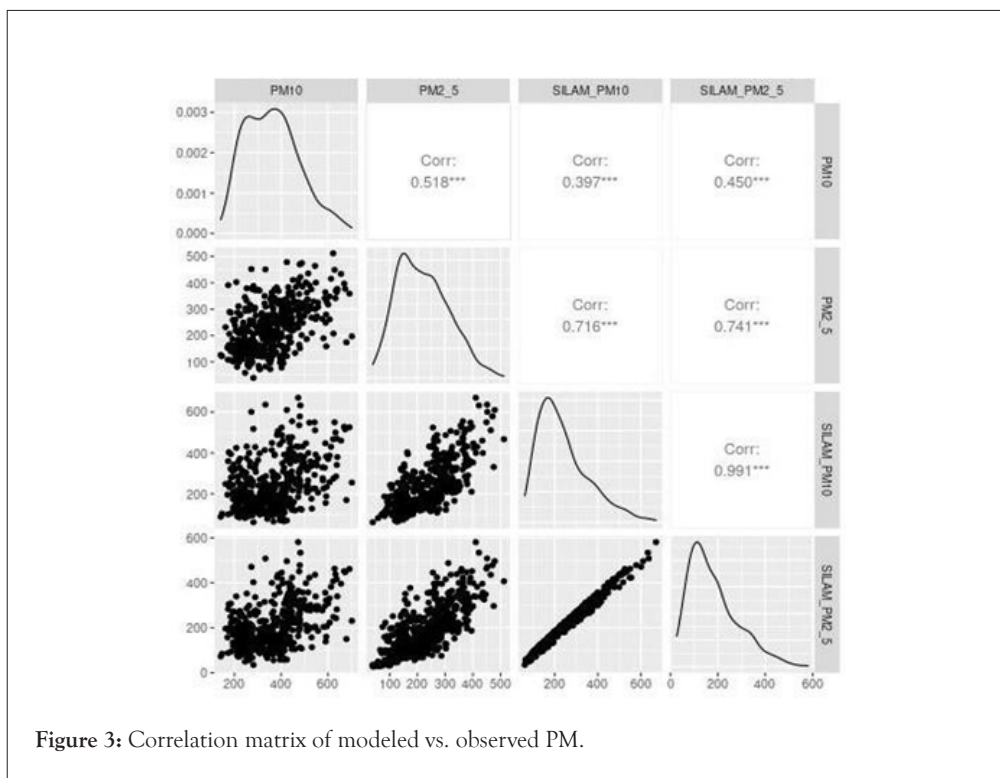 PM10 PM2_5 SILAM_PM10 SILAM_PM2_5
0.003
0.002
0.001
0.000
Corr:
0.518***
Corr:
0.397***
Corr:
0.450***
PM10
500
400
300
200
100
Corr:
0.716***
Corr:
0.741***
PM2_5
600
400
200
Corr:
0.991***
SILAM_PM10
600
400
200
0
SILAM_PM2_5
200 400 600
100 200 300 400 500
200 400 600
0 200 400 600
Figure 3: Correlation matrix of modeled vs. observed PM.